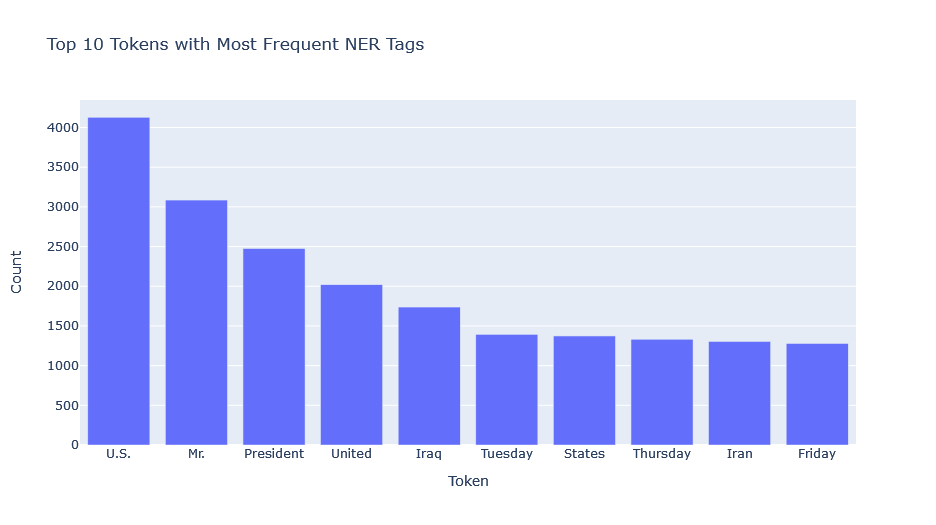 Top 10 Tokens with Most Frequent NER Tags
Count
4000
3500
3000
2500
2000
1500
1000
500
0
U.S. Mr. President United Iraq Tuesday States Thursday Iran Friday
Token